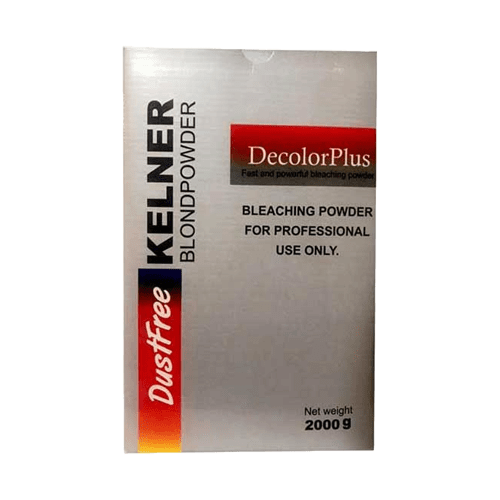 KELNER
BLONDPOWDER
DustFree
DecolorPlus
Fast and powerful bleaching powder
BLEACHING POWDER
FOR PROFESSIONAL
USE ONLY.
Net weight
2000g